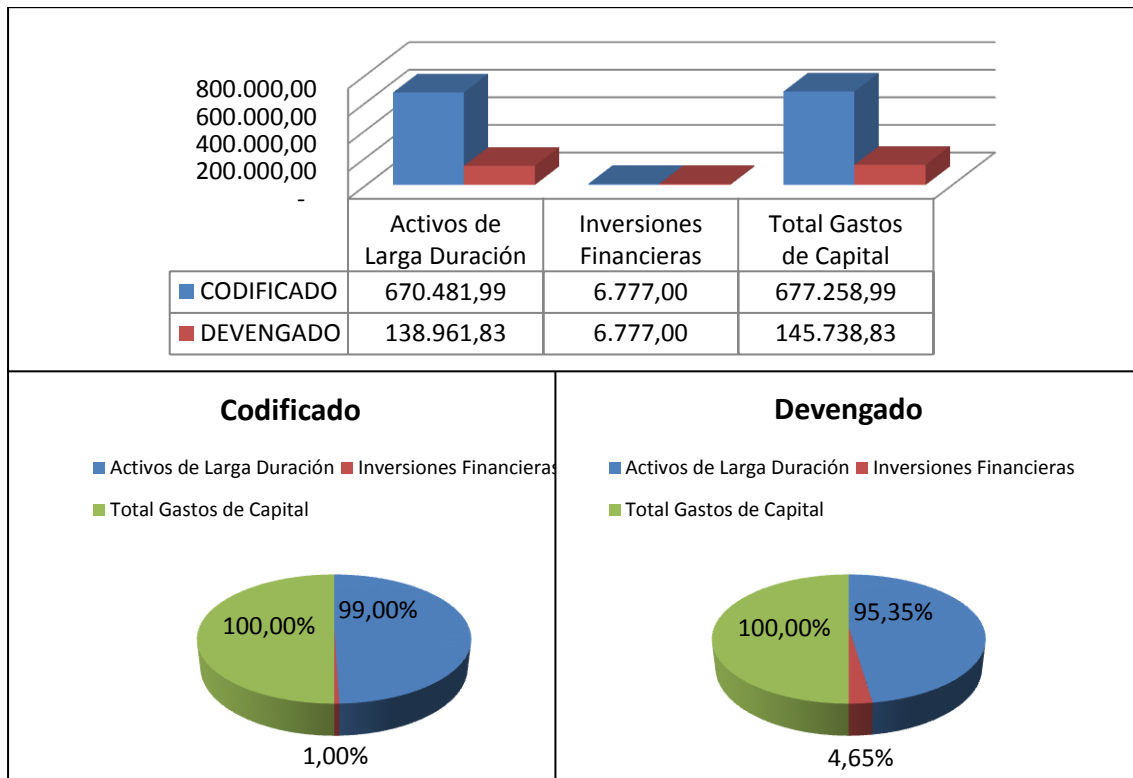 800.000,00
600.000,00
400.000,00
200.000,00
-
Activos de Larga Duración
Inversiones Financieras
Total Gastos de Capital
CODIFICADO 670.481,99 6.777,00 677.258,99
DEVENGADO 138.961,83 6.777,00 145.738,83
Codificado
Activos de Larga Duración Inversiones Financieras
Total Gastos de Capital
100,00% 99,00%
1,00%
Devengado
Activos de Larga Duración Inversiones Financieras
Total Gastos de Capital
100,00% 95,35%
4,65%